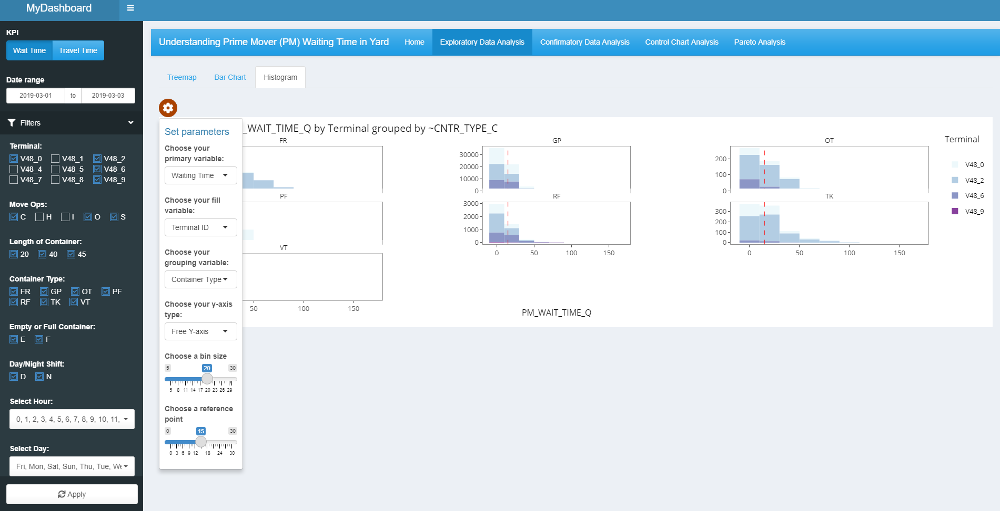 MyDashboard
KPI
Wait Time Travel Time
Date range
2019-03-01 to 2019-03-03
Filters
Terminal:
V48_0 V48_1 V48_2
V48_4 V48_5 V48_6
V48_7 V48_8 V48_9
Move Ops:
C H I O S
Length of Container:
20 40 45
Container Type:
FR GP OT PF
RF TK VT
Empty or Full Container:
E F
Day/Night Shift:
D N
Select Hour:
0, 1, 2, 3, 4, 5, 6, 7, 8, 9, 10, 11,
Select Day:
Fri, Mon, Sat, Sun, Thu, Tue, We
Apply
Understanding Prime Mover (PM) Waiting Time in Yard Home Exploratory Data Analysis Confirmatory Data Analysis Control Chart Analysis Pareto Analysis
Treemap Bar Chart Histogram
Set parameters
Choose your
primary variable:
Waiting Time
Choose your fill
variable:
Terminal ID
Choose your
grouping variable:
Container Type
Choose your y-axis
type:
Free Y-axis
Choose a bin size
5 20 30
5 8 11 14 17 20 23 26 29
Choose a reference
point
0 15 30
0 3 6 9 12 18 24 30
_WAIT_TIME_Q by Terminal grouped by ~CNTR_TYPE_C
FR GP OT
30000
20000
10000
0
200
100
0
PF RF TK
3000
2000
1000
0
300
200
100
0
0 50 100 150
0 50 100 150
VT
50 100 150
PM_WAIT_TIME_Q
Terminal
V48_0
V48_2
V48_6
V48_9